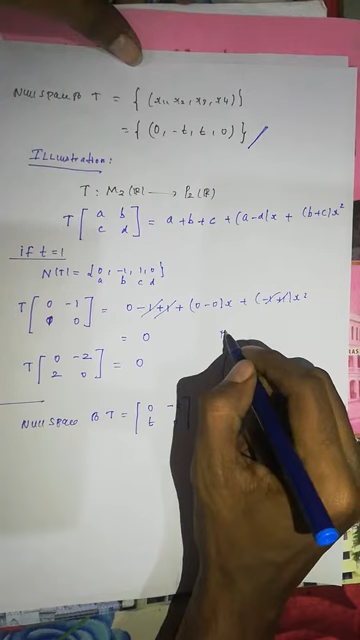 Null space of T = { (x₁, x₂, x₃, x₄) }
= { (0, -t, t, 0) }
Illustration:
T : M₂(ℝ) → P₂(ℝ)
T [ a b
c d ] = a+b+c + (a-d)x + (b+c)x²
if t=1
N(T) = { 0, -1, 1, 0 }
a b c d
T [ 0 -1
1 0 ] = 0-1+1 + (0-0)x + (-1+1)x²
= 0
T [ 0 -2
2 0 ] = 0
Null space of T = [ 0 -
t ]